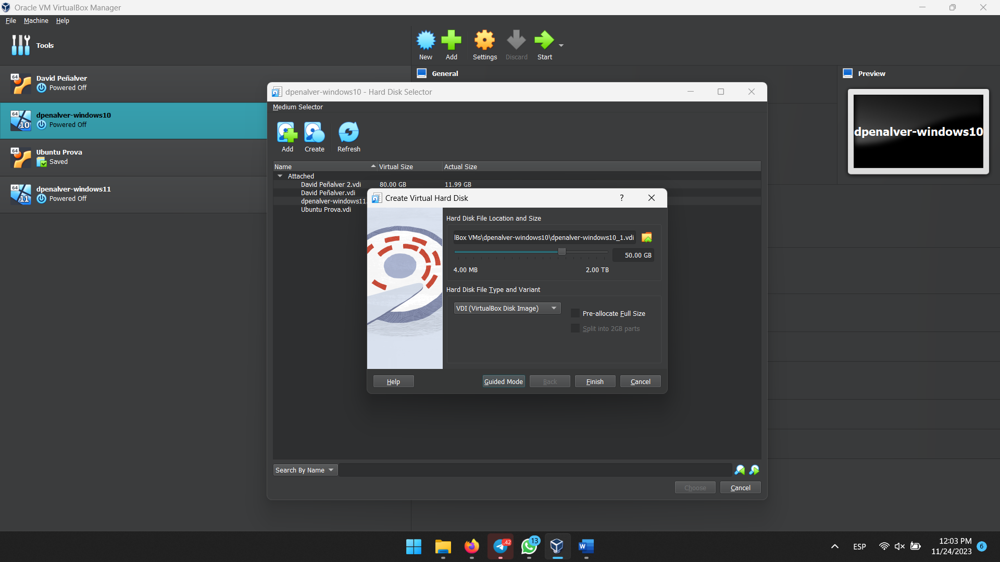 Oracle VM VirtualBox Manager
File Machine Help
Tools
New Add Settings Discard Start
64
David Peñalver
Powered Off
64
10
dpenalver-windows10
Powered Off
64
Ubuntu Prova
Saved
64
11
dpenalver-windows11
Powered Off
General
Preview
dpenalver-windows10
dpenalver-windows10 - Hard Disk Selector
Medium Selector
Add Create Refresh
Name Virtual Size Actual Size
Attached
David Peñalver 2.vdi 80.00 GB 11.99 GB
David Peñalver.vdi
dpenalver-windows11.
Ubuntu Prova.vdi
Create Virtual Hard Disk
?
Hard Disk File Location and Size
lBox VMs\dpenalver-windows10\dpenalver-windows10_1.vdi
50.00 GB
4.00 MB 2.00 TB
Hard Disk File Type and Variant
VDI (VirtualBox Disk Image)
Pre-allocate Full Size
Split into 2GB parts
Help Guided Mode Back Finish Cancel
Search By Name
Choose Cancel
42
13
W
ESP
12:03 PM
11/24/2023
6